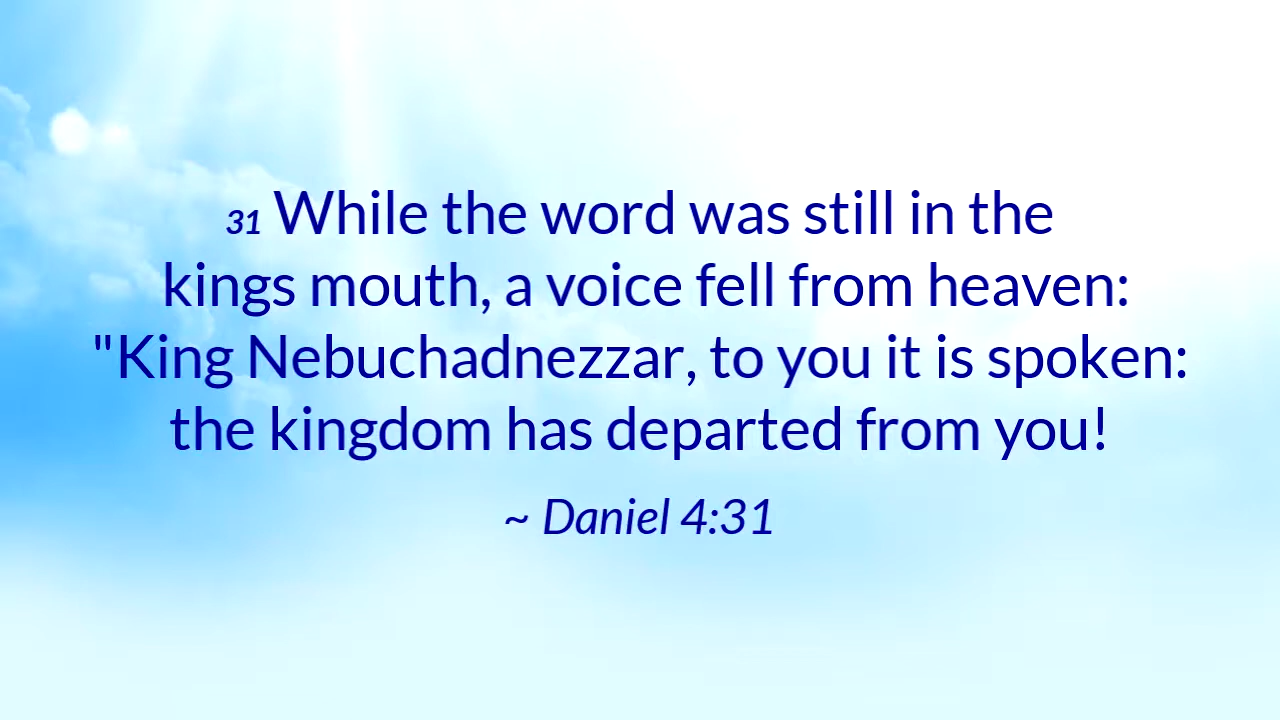 31 While the word was still in the
kings mouth, a voice fell from heaven:
"King Nebuchadnezzar, to you it is spoken:
the kingdom has departed from you!
~ Daniel 4:31